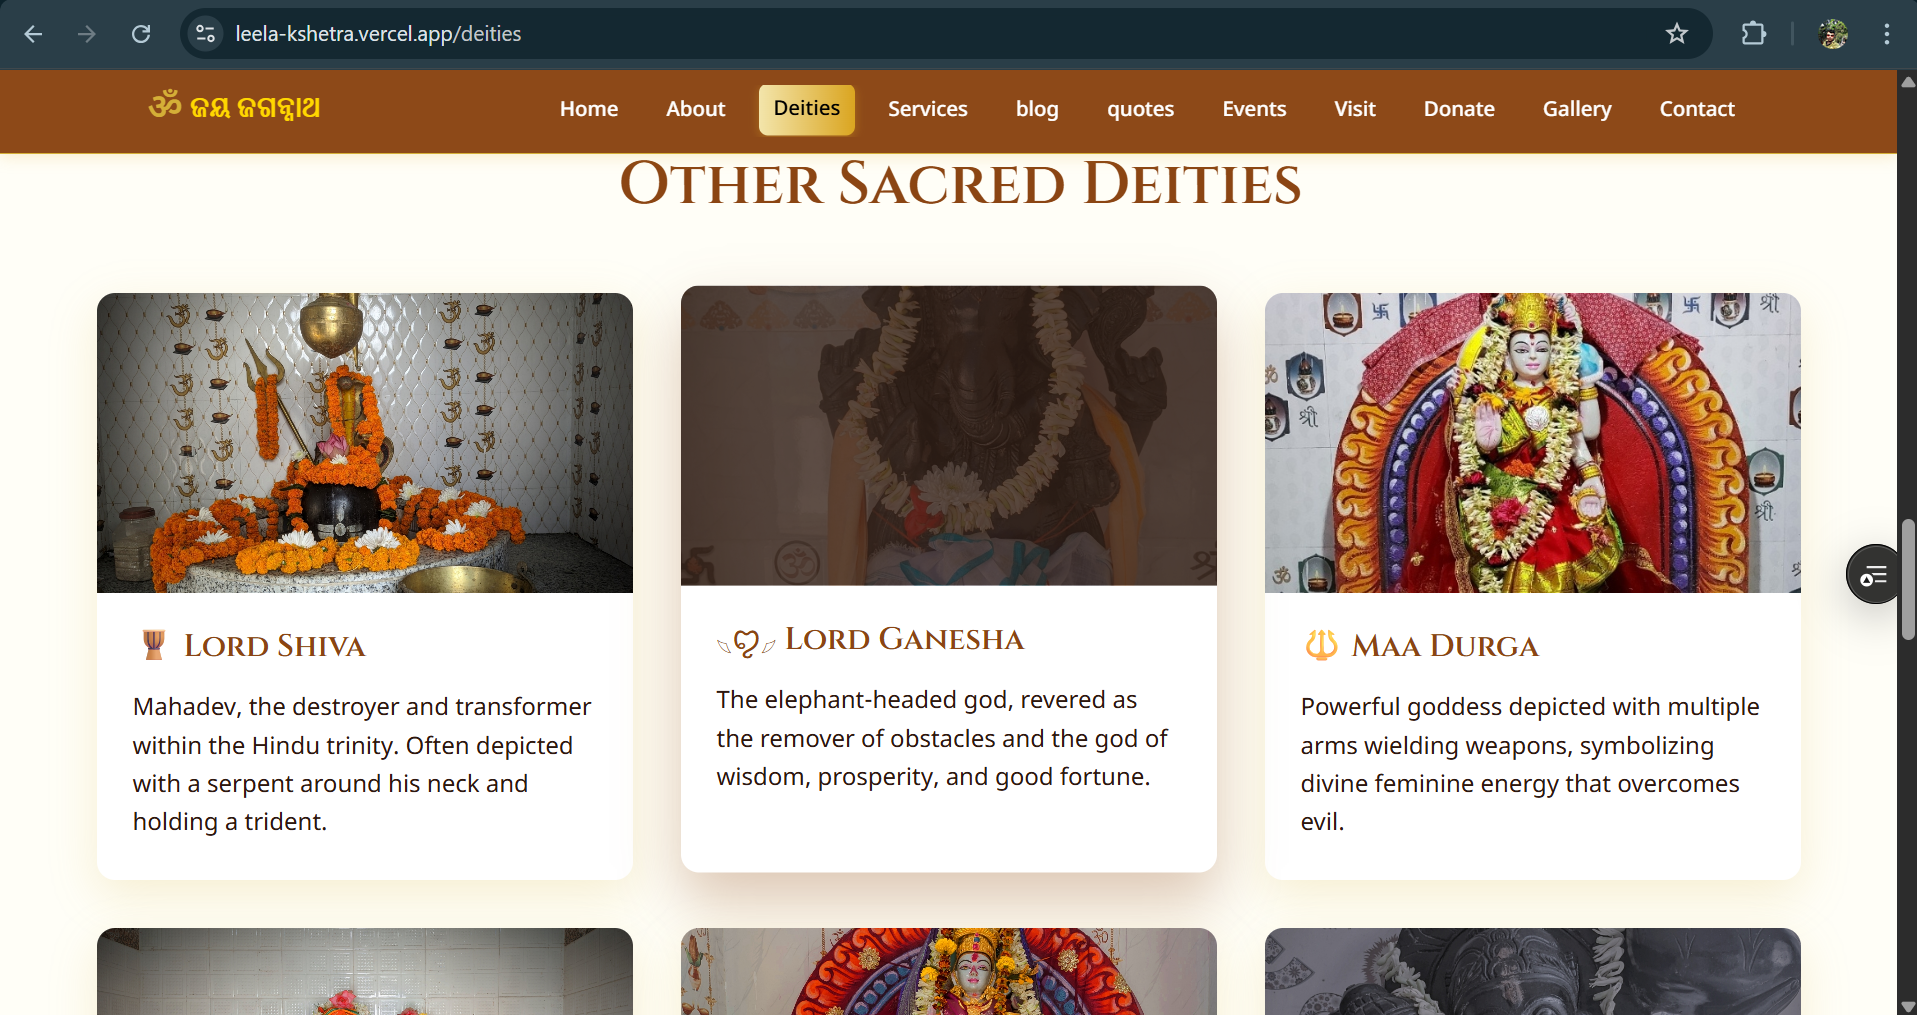 leela-kshetra.vercel.app/deities
ॐ ଜୟ ଜଗନ୍ନାଥ
Home About Deities Services blog quotes Events Visit Donate Gallery Contact
Other Sacred Deities
Lord Shiva
Mahadev, the destroyer and transformer
within the Hindu trinity. Often depicted
with a serpent around his neck and
holding a trident.
Lord Ganesha
The elephant-headed god, revered as
the remover of obstacles and the god of
wisdom, prosperity, and good fortune.
Maa Durga
Powerful goddess depicted with multiple
arms wielding weapons, symbolizing
divine feminine energy that overcomes
evil.